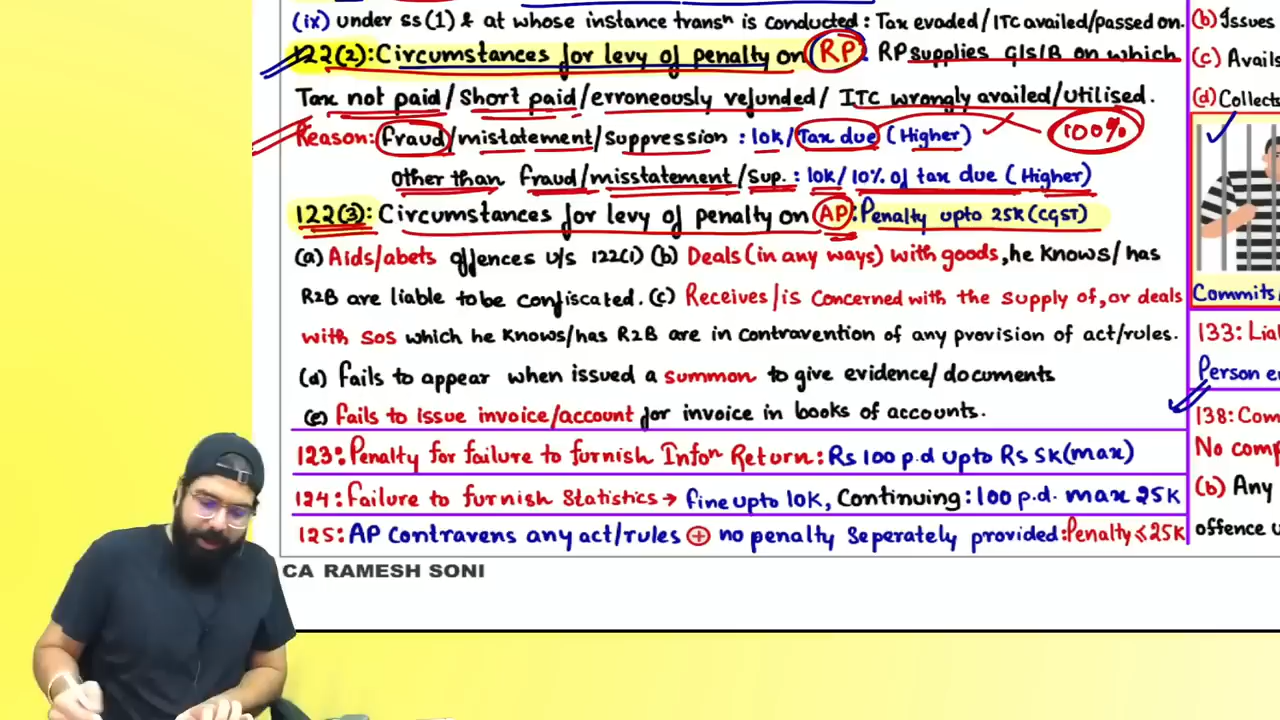 (ix) under ss(1) & at whose instance transⁿ is conducted : Tax evaded/ITC availed/passed on.
122(2): Circumstances for levy of penalty on RP: RP supplies G|S|B on which
Tax not paid/short paid/erroneously refunded/ ITC wrongly availed/utilised.
Reason: fraud/mistatement/suppression : 10k/Tax due (Higher) 100%
other than fraud/misstatement/sup. : 10k/10% of tax due (Higher)
122(3): Circumstances for levy of penalty on AP: Penalty upto 25k(CGST)
(a) Aids/abets offences u/s 122(1) (b) Deals(in any ways) with goods, he knows/has
R2B are liable to be confiscated. (c) Receives/is concerned with the supply of, or deals
with SOS which he knows/has R2B are in contravention of any provision of act/rules.
(d) fails to appear when issued a summon to give evidence/documents
(e) Fails to issue invoice/account for invoice in books of accounts.
123: Penalty for failure to furnish Infoⁿ Return: Rs 100 p.d upto Rs 5k(max)
124: Failure to furnish Statistics → fine upto 10k, Continuing: 100 p.d. max 25k
125: AP Contravens any act/rules ⊕ no penalty seperately provided: Penalty ≤ 25k
CA RAMESH SONI
(b) Issues
(c) Avails
(d) Collect
Commits
133: Lia
Person e
138: Com
No comp
(b) Any
offence u